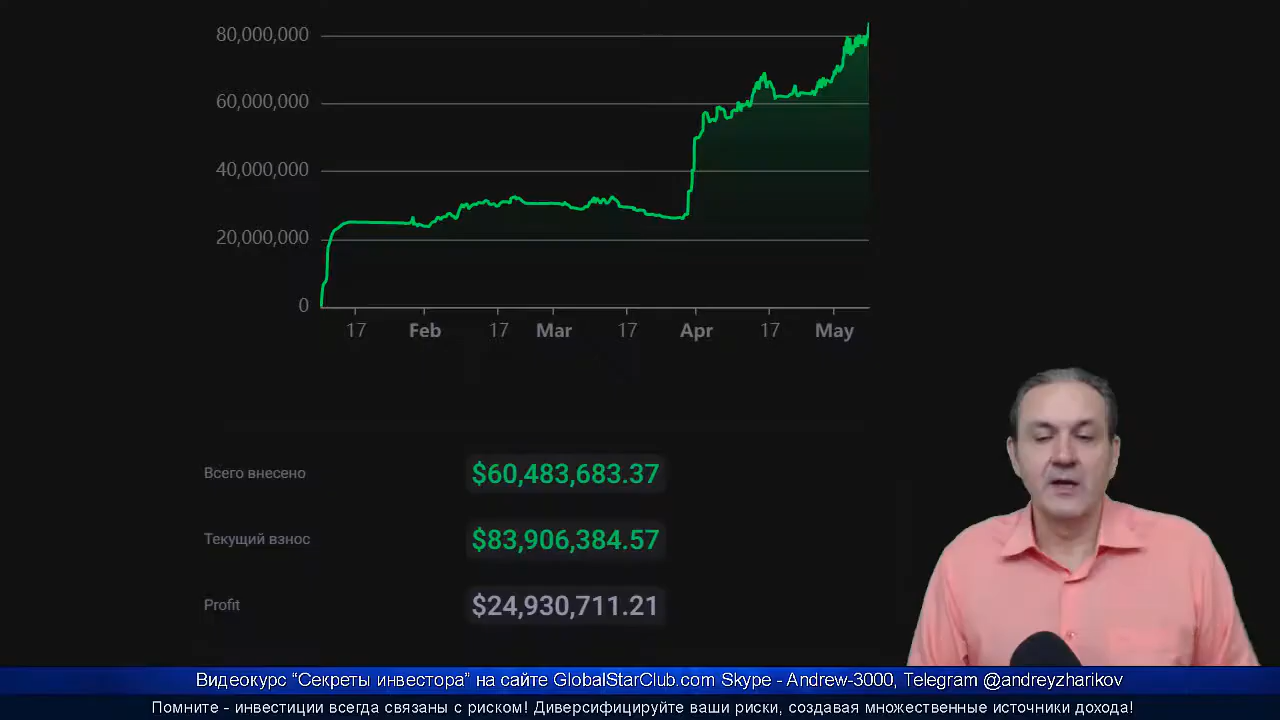 80,000,000
60,000,000
40,000,000
20,000,000
0
17 Feb 17 Mar 17 Apr 17 May
Всего внесено $60,483,683.37
Текущий взнос $83,906,384.57
Profit $24,930,711.21
Видеокурс “Секреты инвестора” на сайте GlobalStarClub.com Skype - Andrew-3000, Telegram @andreyzharikov
Помните - инвестиции всегда связаны с риском! Диверсифицируйте ваши риски, создавая множественные источники дохода!